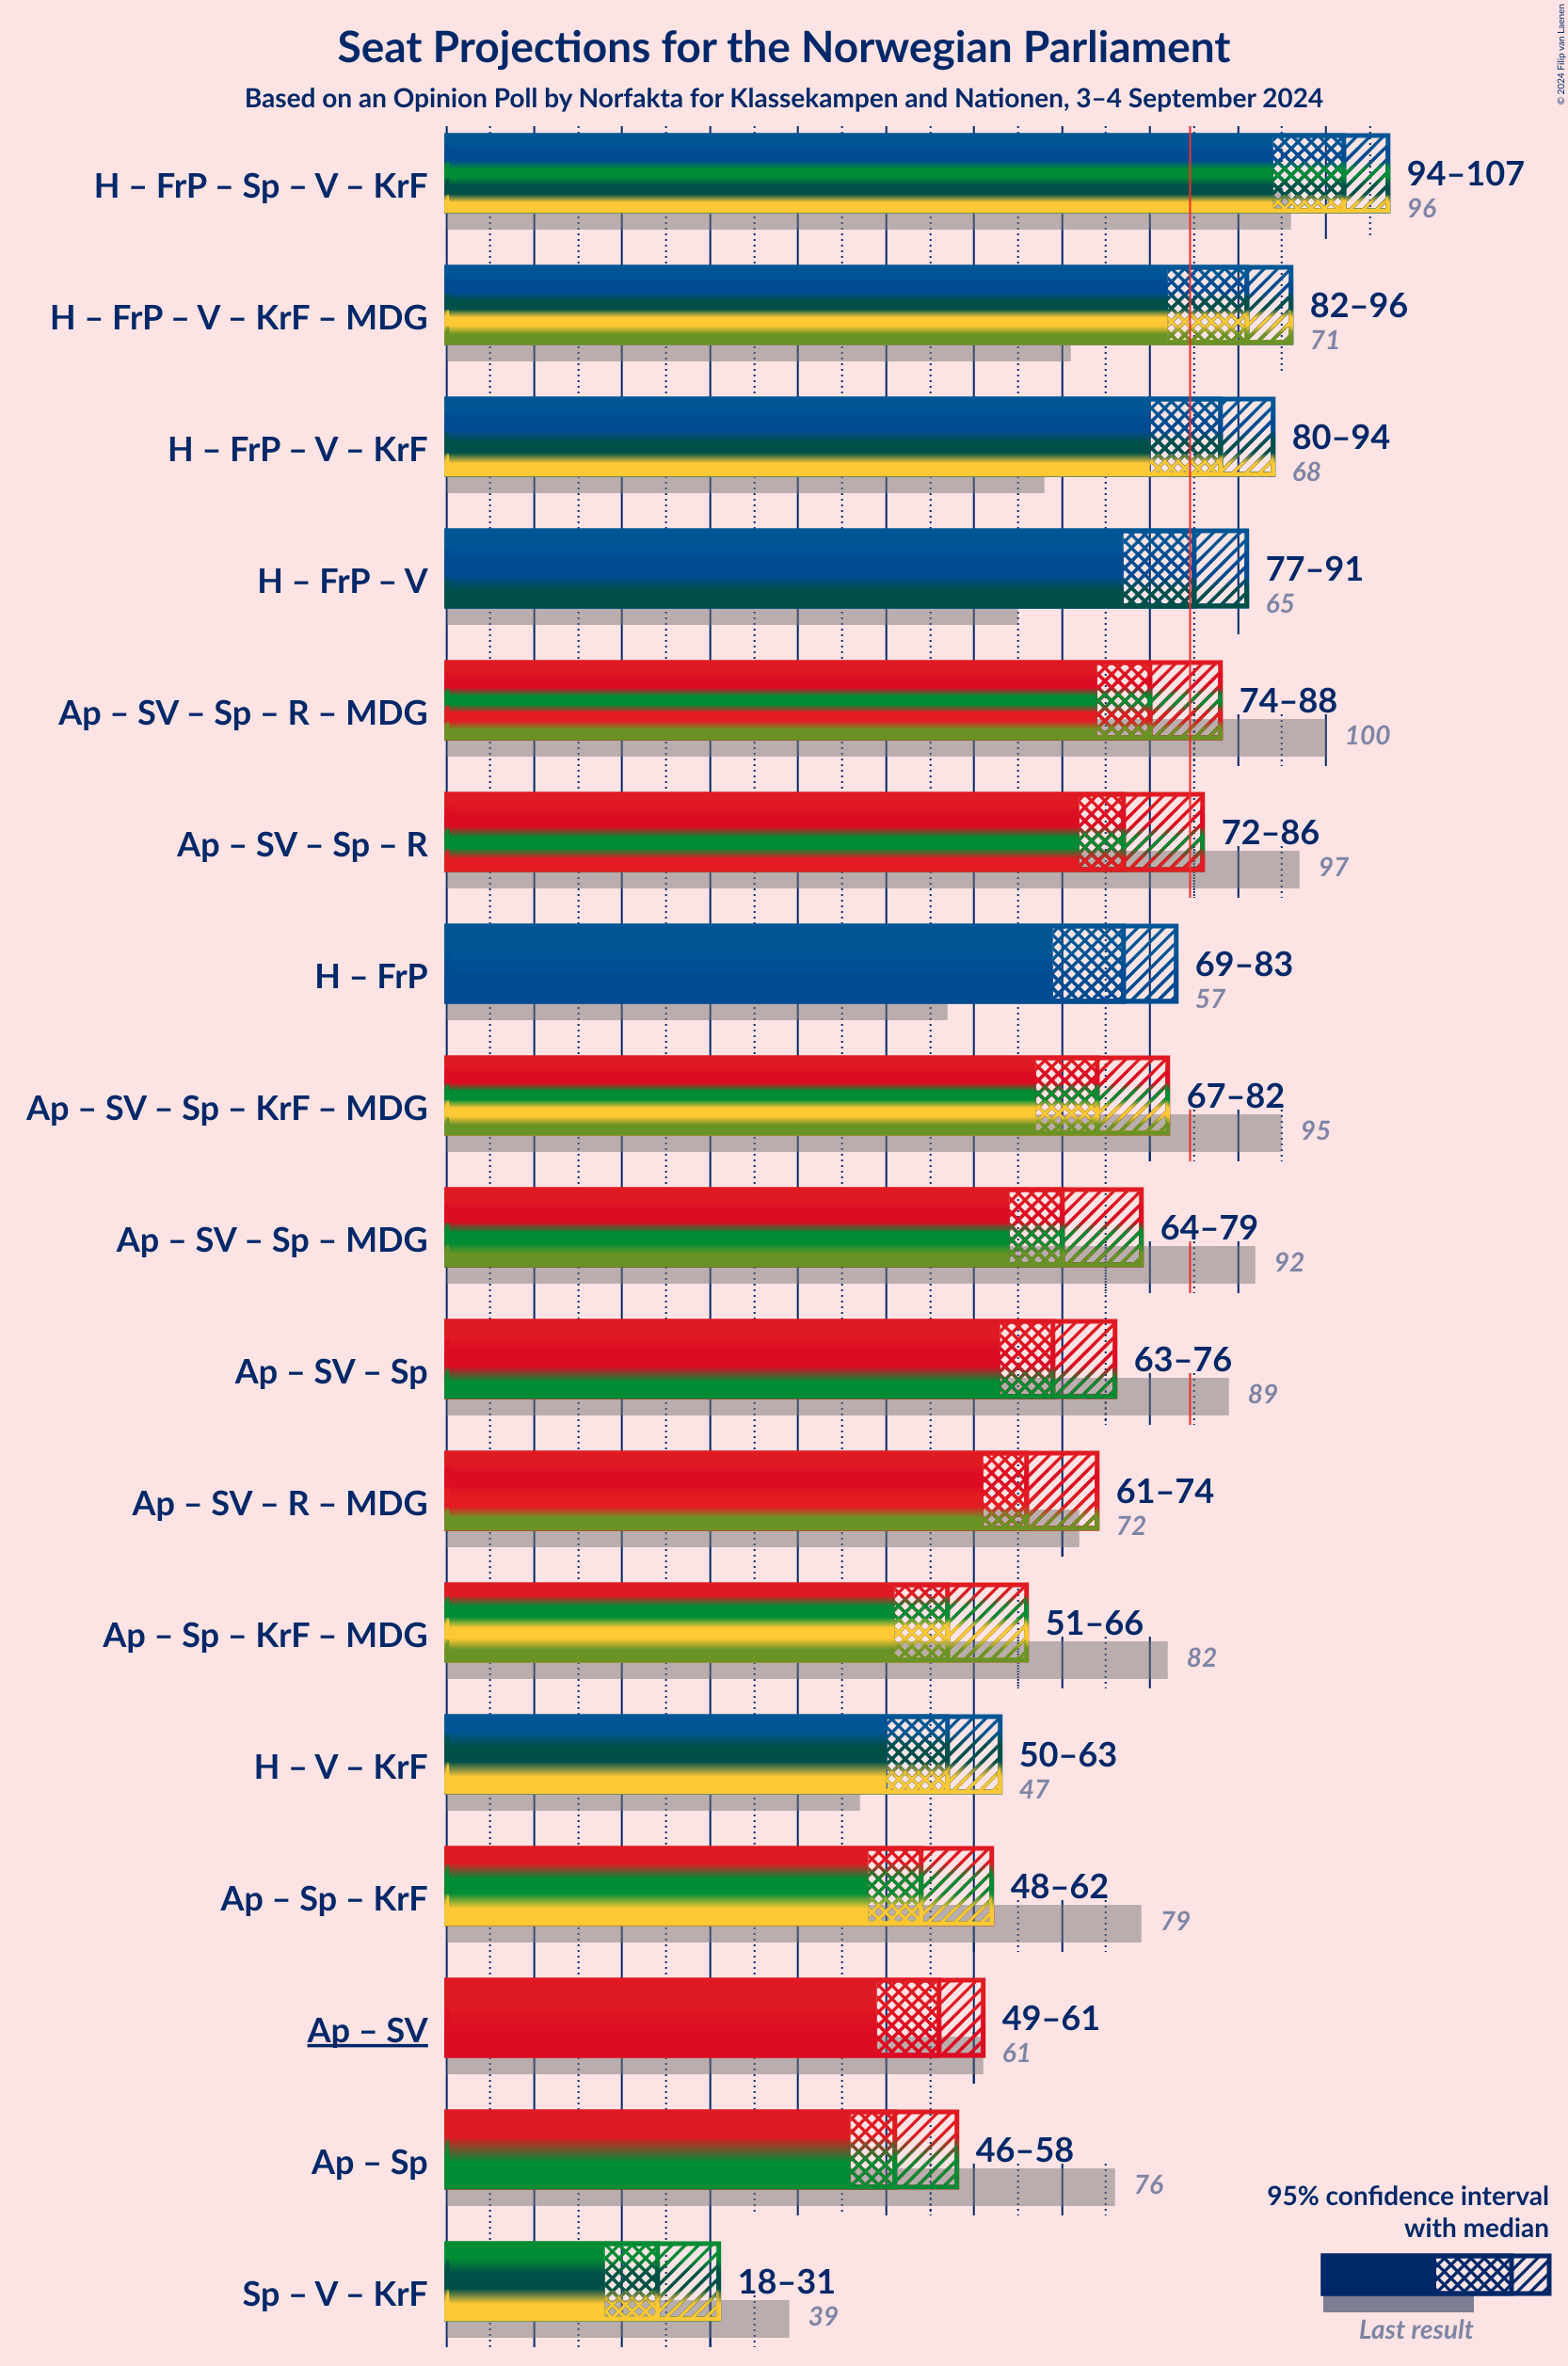 Seat Projections for the Norwegian Parliament
Based on an Opinion Poll by Norfakta for Klassekampen and Nationen, 3–4 September 2024
© 2024 Filip van Laenen
H – FrP – Sp – V – KrF
94–107
96
H – FrP – V – KrF – MDG
82–96
71
H – FrP – V – KrF
80–94
68
H – FrP – V
77–91
65
Ap – SV – Sp – R – MDG
74–88
100
Ap – SV – Sp – R
72–86
97
H – FrP
69–83
57
Ap – SV – Sp – KrF – MDG
67–82
95
Ap – SV – Sp – MDG
64–79
92
Ap – SV – Sp
63–76
89
Ap – SV – R – MDG
61–74
72
Ap – Sp – KrF – MDG
51–66
82
H – V – KrF
50–63
47
Ap – Sp – KrF
48–62
79
Ap – SV
49–61
61
Ap – Sp
46–58
76
Sp – V – KrF
18–31
39
95% confidence interval
with median
Last result